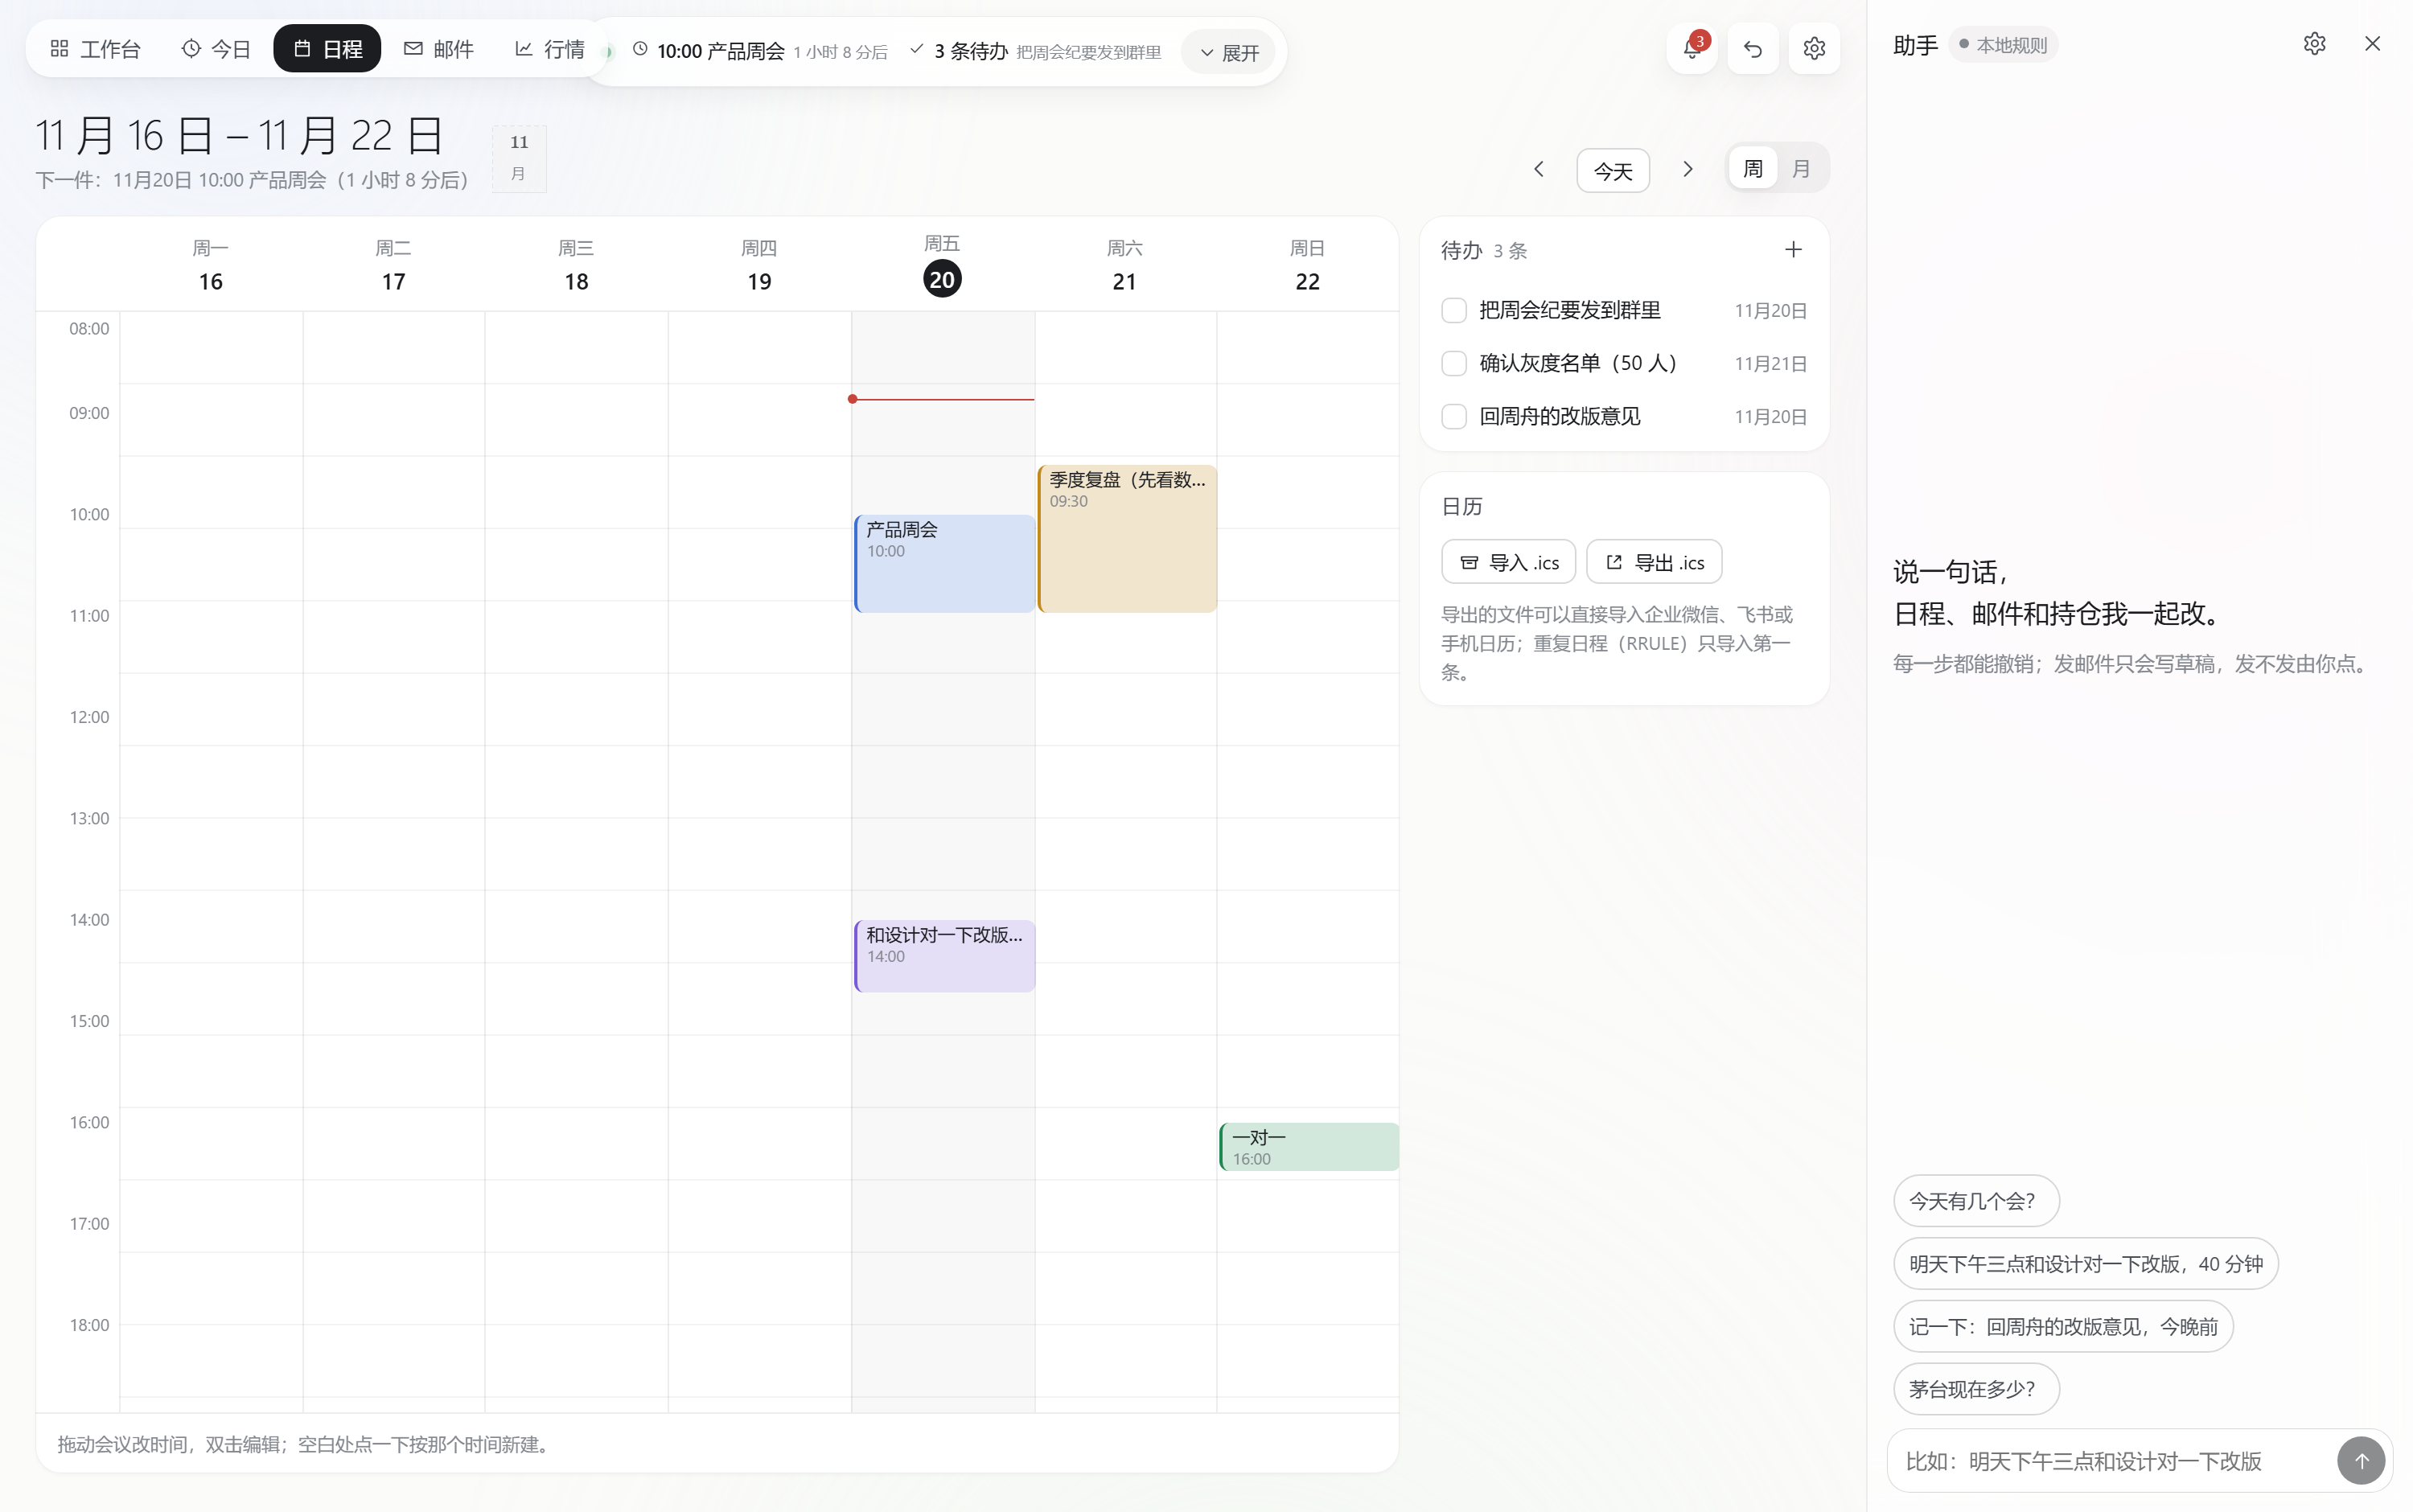 工作台 今日 日程 邮件 行情
10:00 产品周会 1 小时 8 分后 3 条待办 把周会纪要发到群里 展开
3
11 月 16 日 – 11 月 22 日
下一件：11月20日 10:00 产品周会（1 小时 8 分后）
11
月
今天
周 月
周一 周二 周三 周四 周五 周六 周日
16 17 18 19 20 21 22
08:00
09:00
10:00
11:00
12:00
13:00
14:00
15:00
16:00
17:00
18:00
季度复盘（先看数...
09:30
产品周会
10:00
和设计对一下改版...
14:00
一对一
16:00
拖动会议改时间，双击编辑；空白处点一下按那个时间新建。
待办 3 条
把周会纪要发到群里 11月20日
确认灰度名单（50 人） 11月21日
回周舟的改版意见 11月20日
日历
导入 .ics 导出 .ics
导出的文件可以直接导入企业微信、飞书或
手机日历；重复日程（RRULE）只导入第一
条。
助手 本地规则
说一句话，
日程、邮件和持仓我一起改。
每一步都能撤销；发邮件只会写草稿，发不发由你点。
今天有几个会？
明天下午三点和设计对一下改版，40 分钟
记一下：回周舟的改版意见，今晚前
茅台现在多少？
比如：明天下午三点和设计对一下改版